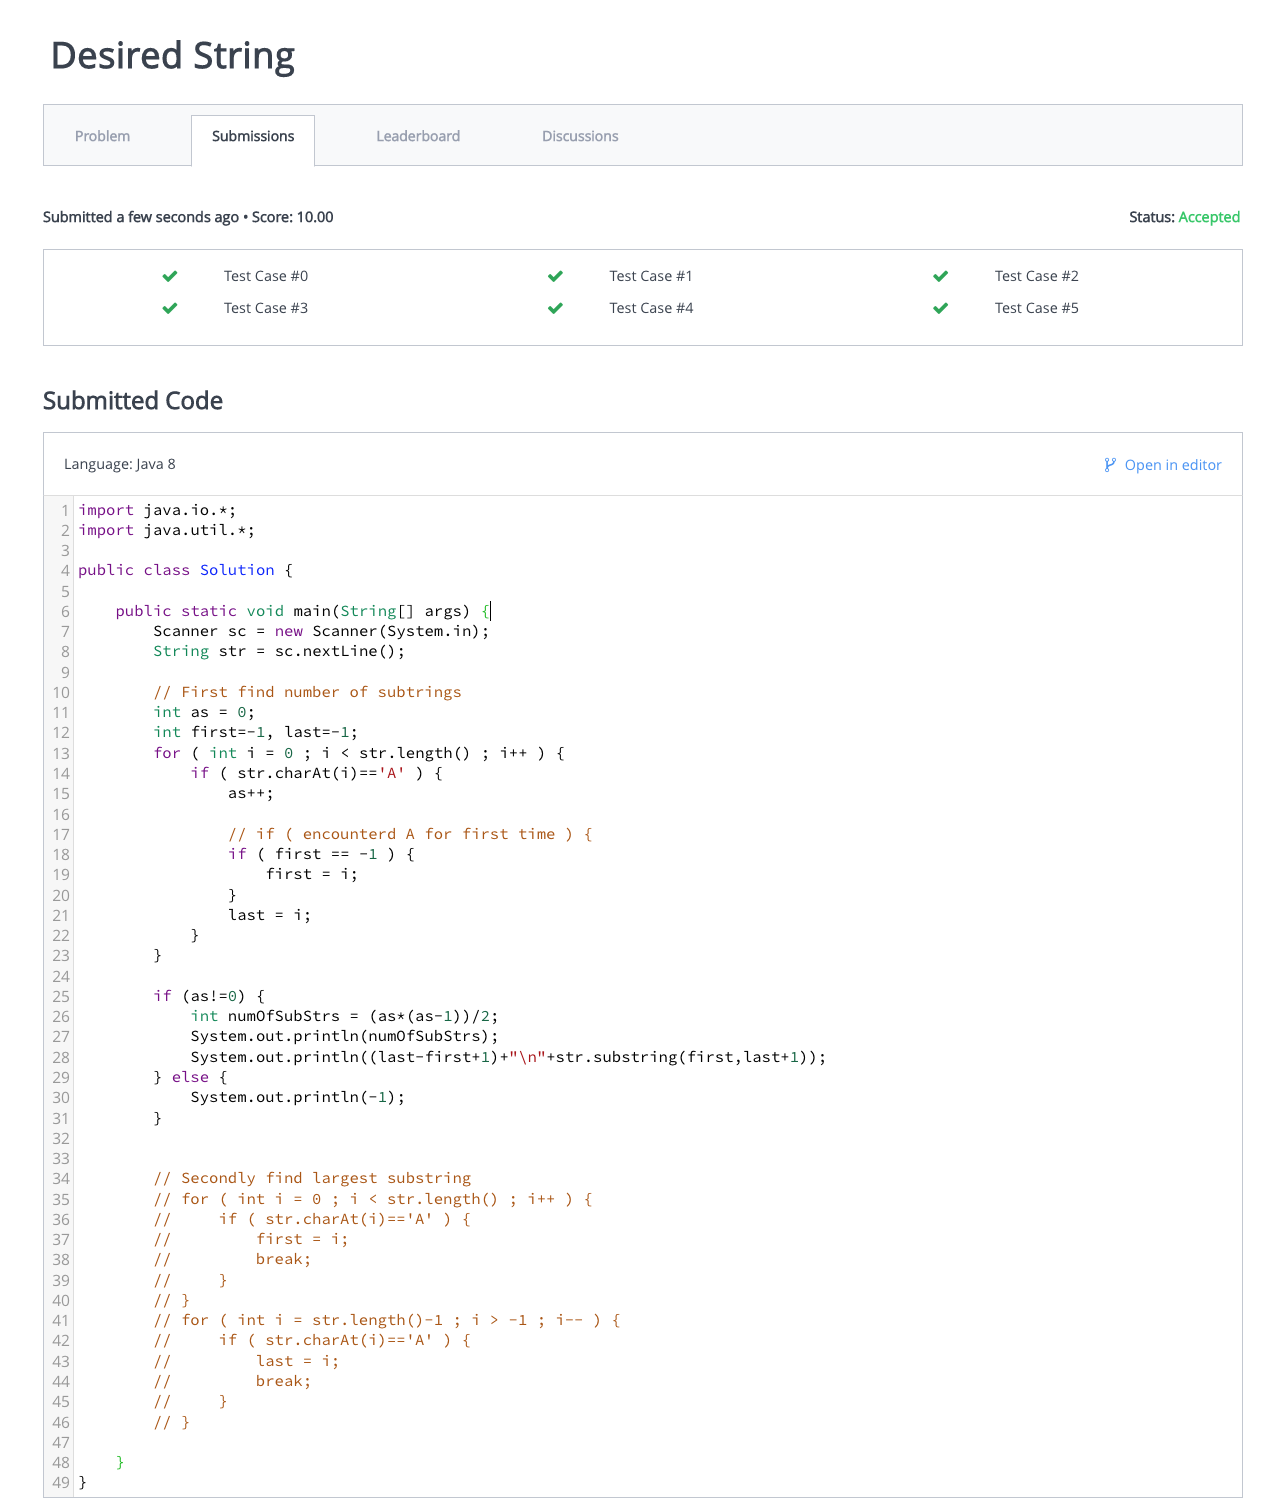 Desired String
Problem
Submissions
Leaderboard
Discussions
Submitted a few seconds ago • Score: 10.00
Status: Accepted
Test Case #0
Test Case #1
Test Case #2
Test Case #3
Test Case #4
Test Case #5
Submitted Code
Language: Java 8
Open in editor
1 import java.io.*;
2 import java.util.*;
3
4 public class Solution {
5
6     public static void main(String[] args) {
7         Scanner sc = new Scanner(System.in);
8         String str = sc.nextLine();
9
10         // First find number of subtrings
11         int as = 0;
12         int first=-1, last=-1;
13         for ( int i = 0 ; i < str.length() ; i++ ) {
14             if ( str.charAt(i)=='A' ) {
15                 as++;
16
17                 // if ( encounterd A for first time ) {
18                 if ( first == -1 ) {
19                     first = i;
20                 }
21                 last = i;
22             }
23         }
24
25         if (as!=0) {
26             int numOfSubStrs = (as*(as-1))/2;
27             System.out.println(numOfSubStrs);
28             System.out.println((last-first+1)+"\n"+str.substring(first,last+1));
29         } else {
30             System.out.println(-1);
31         }
32
33
34         // Secondly find largest substring
35         // for ( int i = 0 ; i < str.length() ; i++ ) {
36         //     if ( str.charAt(i)=='A' ) {
37         //         first = i;
38         //         break;
39         //     }
40         // }
41         // for ( int i = str.length()-1 ; i > -1 ; i-- ) {
42         //     if ( str.charAt(i)=='A' ) {
43         //         last = i;
44         //         break;
45         //     }
46         // }
47
48     }
49 }